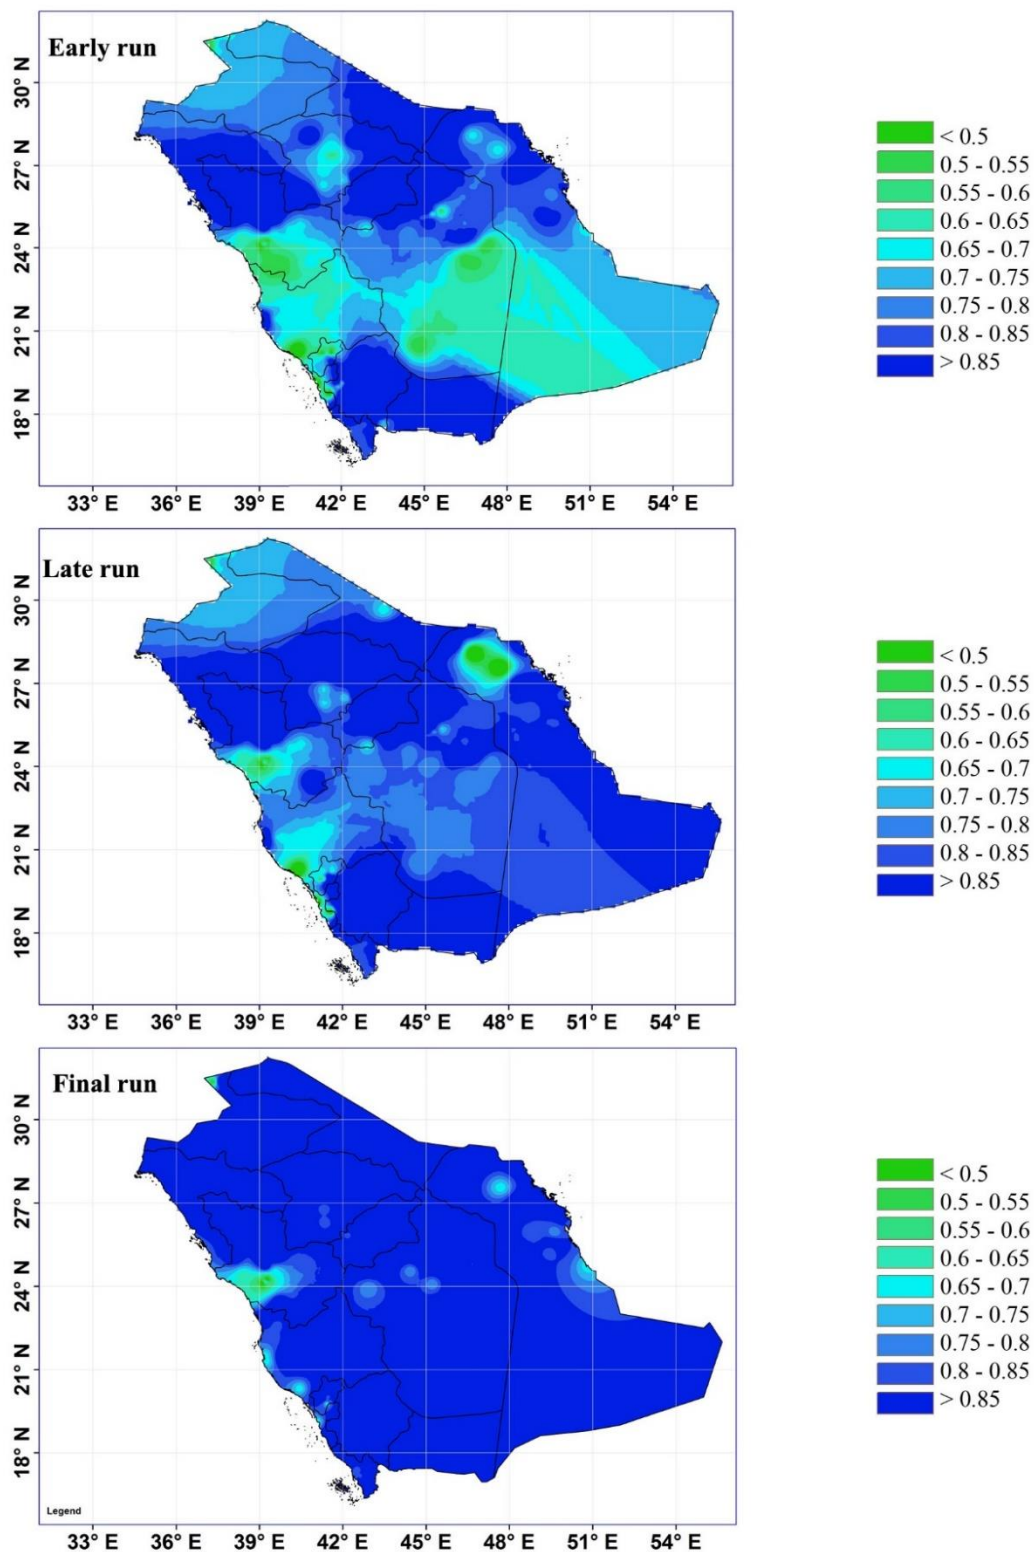 Early run
30° N
27° N
24° N
21° N
18° N
33° E 36° E 39° E 42° E 45° E 48° E 51° E 54° E
< 0.5
0.5 - 0.55
0.55 - 0.6
0.6 - 0.65
0.65 - 0.7
0.7 - 0.75
0.75 - 0.8
0.8 - 0.85
> 0.85
Late run
30° N
27° N
24° N
21° N
18° N
33° E 36° E 39° E 42° E 45° E 48° E 51° E 54° E
< 0.5
0.5 - 0.55
0.55 - 0.6
0.6 - 0.65
0.65 - 0.7
0.7 - 0.75
0.75 - 0.8
0.8 - 0.85
> 0.85
Final run
30° N
27° N
24° N
21° N
18° N
Legend
33° E 36° E 39° E 42° E 45° E 48° E 51° E 54° E
< 0.5
0.5 - 0.55
0.55 - 0.6
0.6 - 0.65
0.65 - 0.7
0.7 - 0.75
0.75 - 0.8
0.8 - 0.85
> 0.85